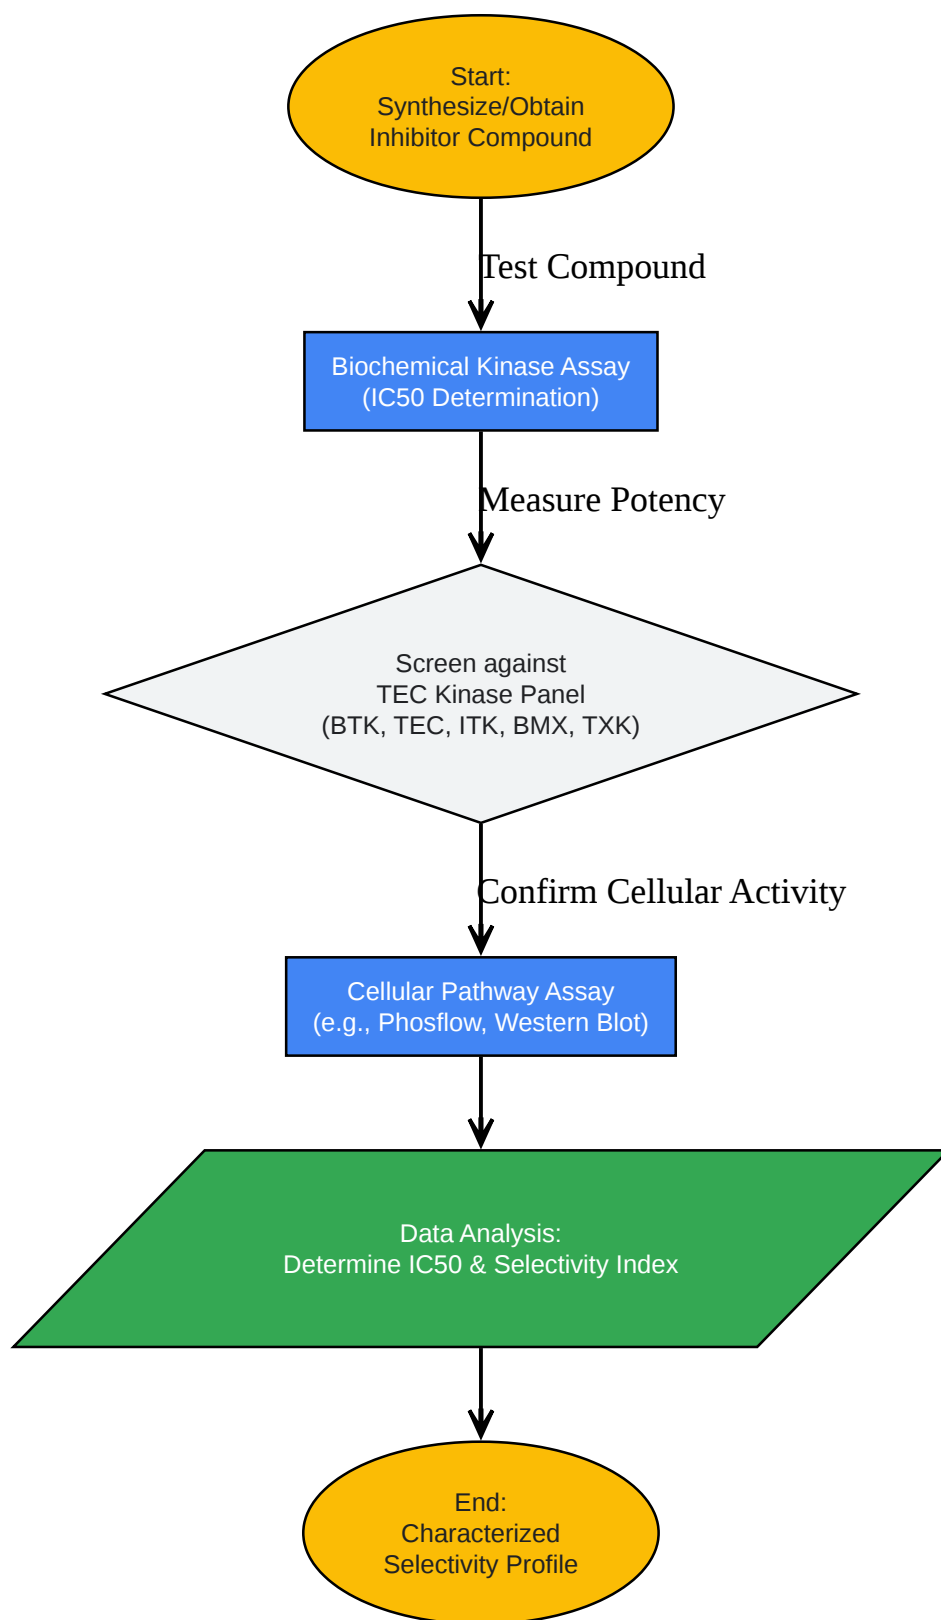 Start:
Synthesize/Obtain
Inhibitor Compound
Test Compound
Biochemical Kinase Assay
(IC50 Determination)
Measure Potency
Screen against
TEC Kinase Panel
(BTK, TEC, ITK, BMX, TXK)
Confirm Cellular Activity
Cellular Pathway Assay
(e.g., Phosflow, Western Blot)
Data Analysis:
Determine IC50 & Selectivity Index
End:
Characterized
Selectivity Profile